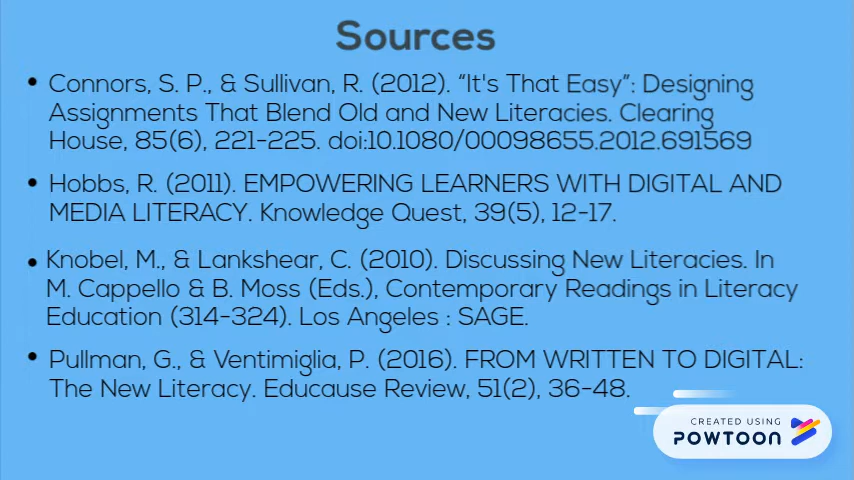 Sources
• Connors, S. P., & Sullivan, R. (2012). “It's That Easy”: Designing
Assignments That Blend Old and New Literacies. Clearing
House, 85(6), 221-225. doi:10.1080/00098655.2012.691569
• Hobbs, R. (2011). EMPOWERING LEARNERS WITH DIGITAL AND
MEDIA LITERACY. Knowledge Quest, 39(5), 12-17.
• Knobel, M., & Lankshear, C. (2010). Discussing New Literacies. In
M. Cappello & B. Moss (Eds.), Contemporary Readings in Literacy
Education (314-324). Los Angeles : SAGE.
• Pullman, G., & Ventimiglia, P. (2016). FROM WRITTEN TO DIGITAL:
The New Literacy. Educause Review, 51(2), 36-48.
CREATED USING
POWTOON